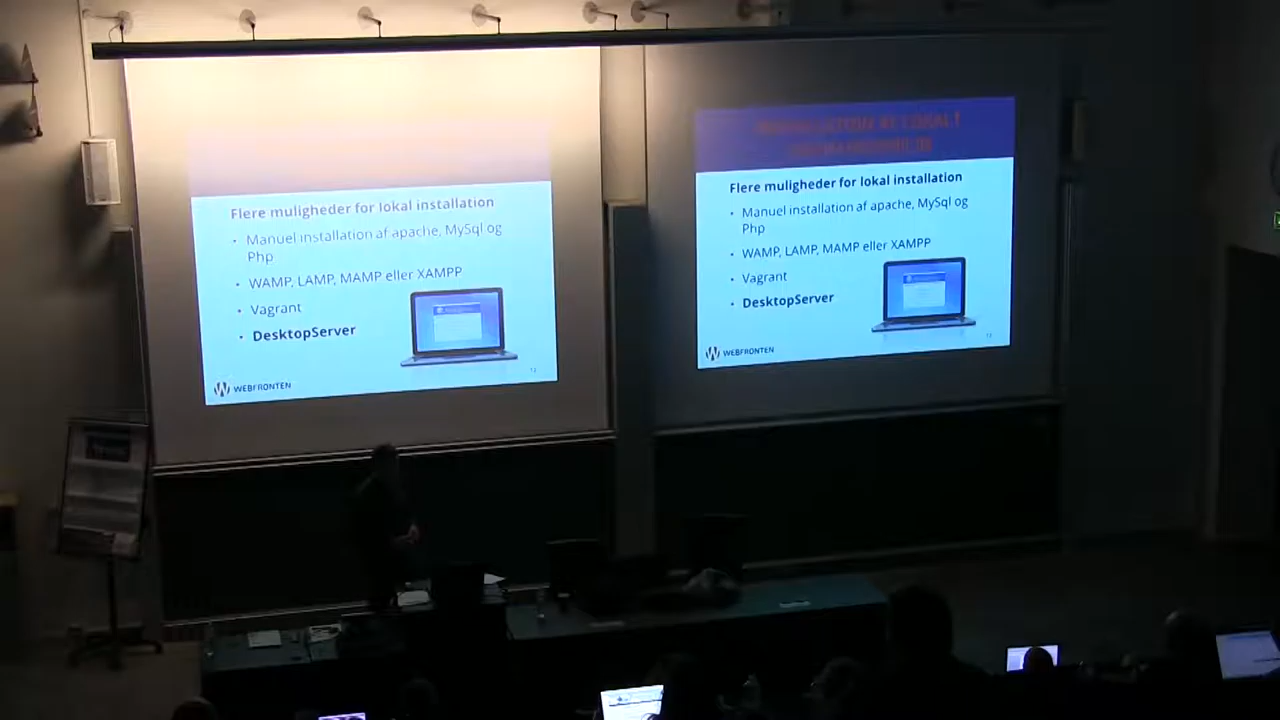 Flere muligheder for lokal installation
• Manuel installation af apache, MySql og
Php
• WAMP, LAMP, MAMP eller XAMPP
• Vagrant
• DesktopServer
WEBFRONTEN
Flere muligheder for lokal installation
• Manuel installation af apache, MySql og
Php
• WAMP, LAMP, MAMP eller XAMPP
• Vagrant
• DesktopServer
WEBFRONTEN